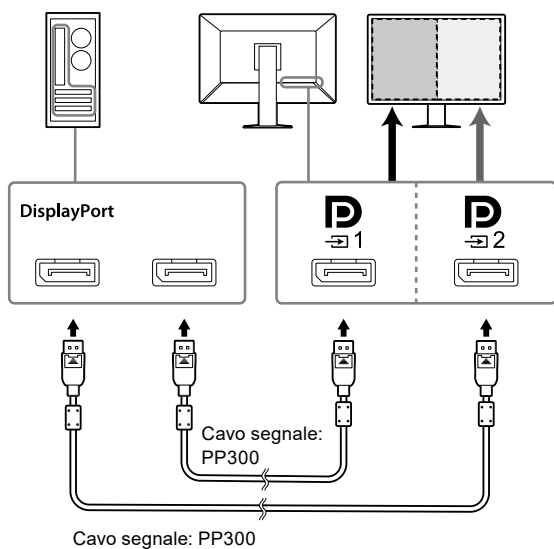 DisplayPort
1
2
Cavo segnale:
PP300
Cavo segnale: PP300